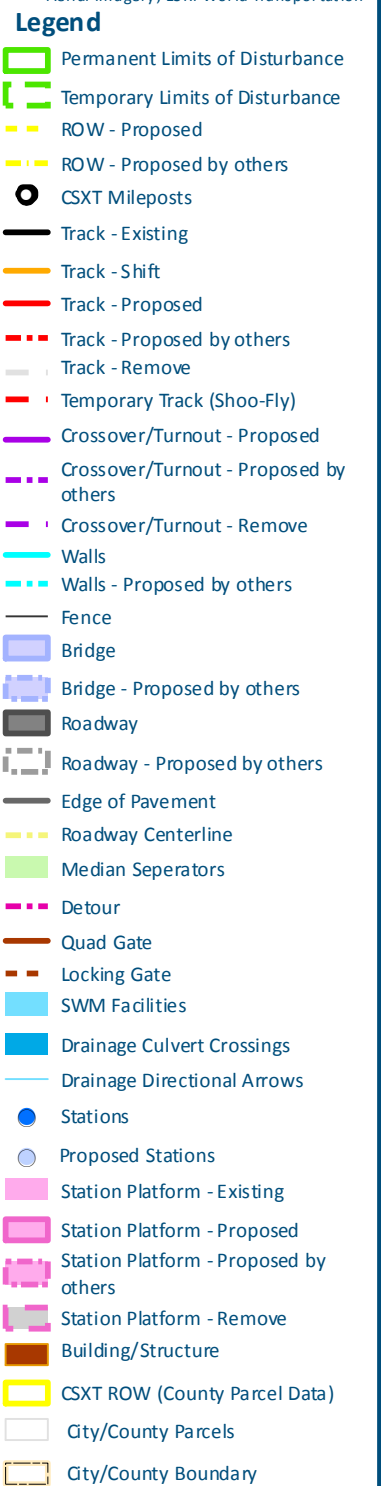 Aerial Imagery, Esri World Transportation
Legend
Permanent Limits of Disturbance
Temporary Limits of Disturbance
ROW - Proposed
ROW - Proposed by others
CSXT Mileposts
Track - Existing
Track - Shift
Track - Proposed
Track - Proposed by others
Track - Remove
Temporary Track (Shoo-Fly)
Crossover/Turnout - Proposed
Crossover/Turnout - Proposed by
others
Crossover/Turnout - Remove
Walls
Walls - Proposed by others
Fence
Bridge
Bridge - Proposed by others
Roadway
Roadway - Proposed by others
Edge of Pavement
Roadway Centerline
Median Seperators
Detour
Quad Gate
Locking Gate
SWM Facilities
Drainage Culvert Crossings
Drainage Directional Arrows
Stations
Proposed Stations
Station Platform - Existing
Station Platform - Proposed
Station Platform - Proposed by
others
Station Platform - Remove
Building/Structure
CSXT ROW (County Parcel Data)
City/County Parcels
City/County Boundary